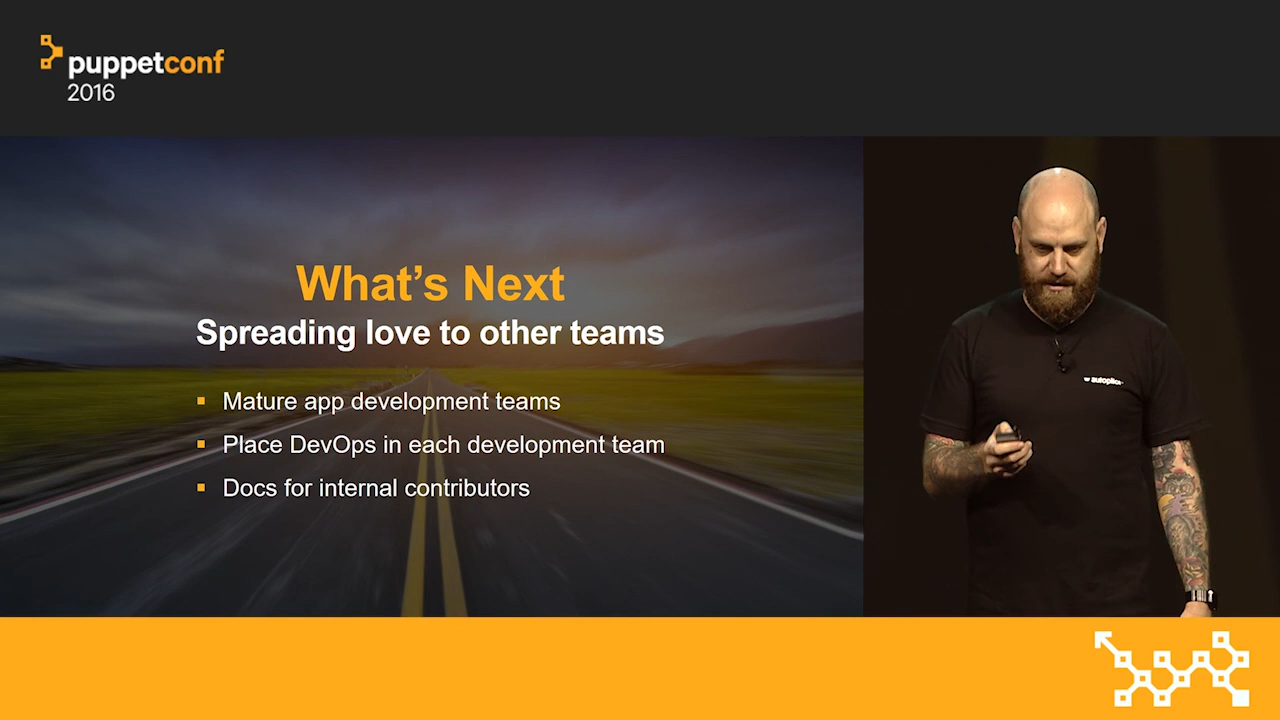 puppetconf
2016
What's Next
Spreading love to other teams
Mature app development teams
Place DevOps in each development team
Docs for internal contributors
autopilot